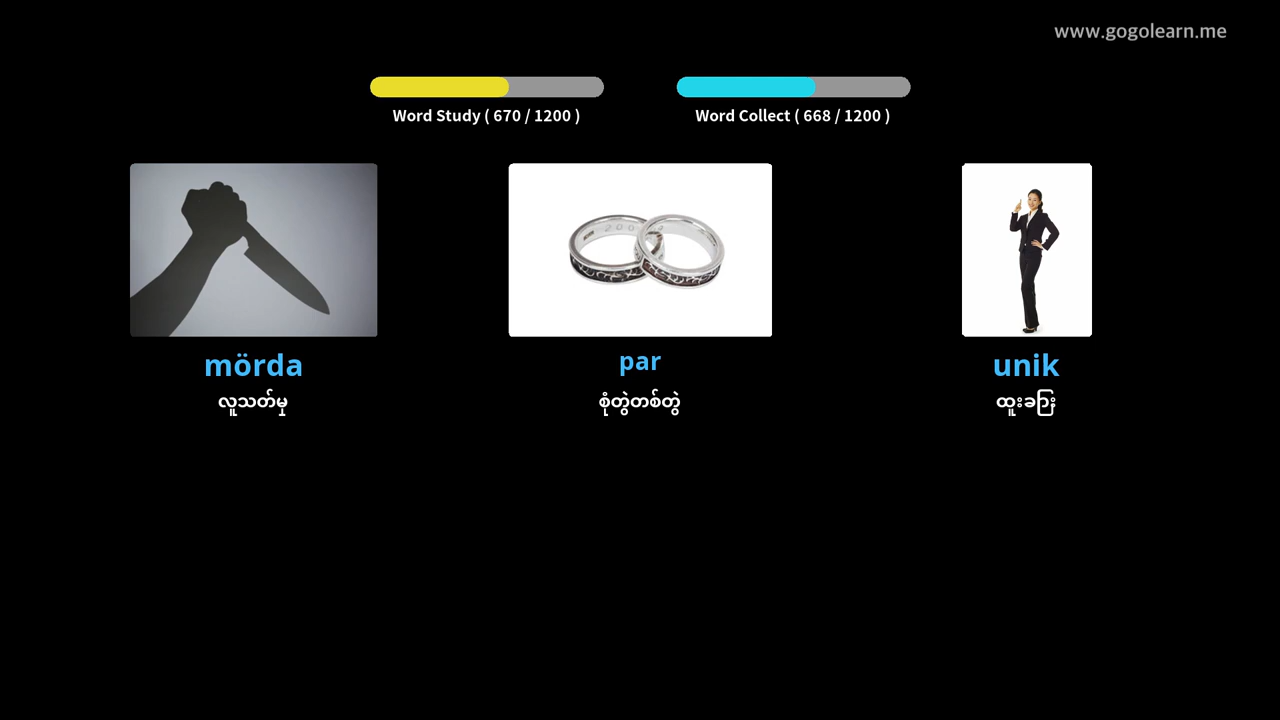 www.gogolearn.me
Word Study ( 670 / 1200 )
Word Collect ( 668 / 1200 )
mörda
par
unik
လူသတ်မှု
စုံတွဲတစ်တွဲ
ထူးခြား